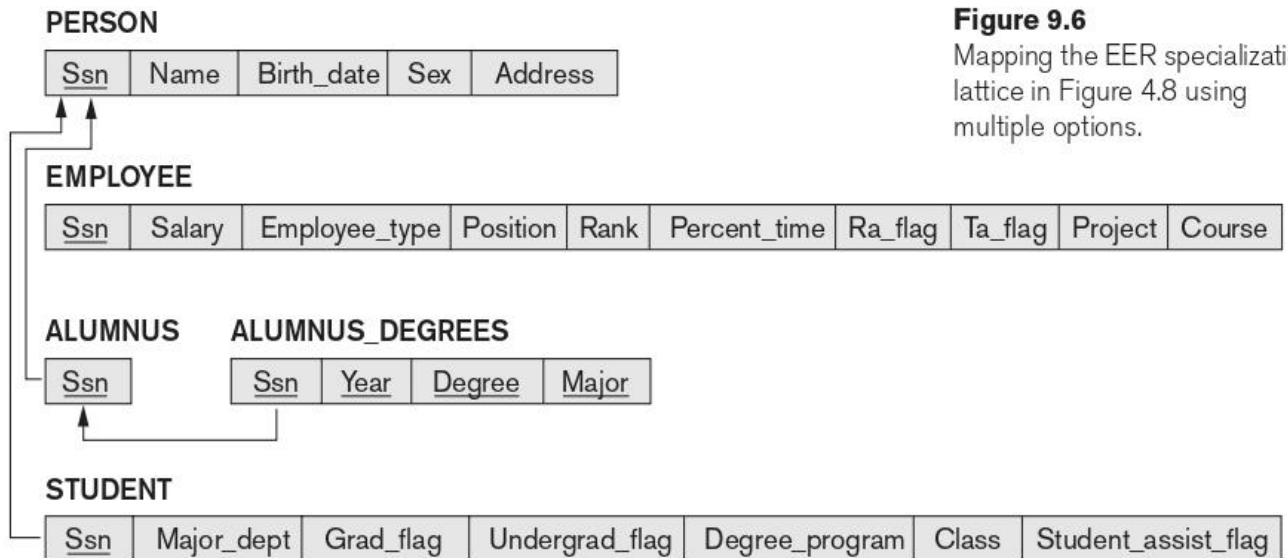 PERSON
Ssn Name Birth_date Sex Address
Figure 9.6
Mapping the EER specializati
lattice in Figure 4.8 using
multiple options.
EMPLOYEE
Ssn Salary Employee_type Position Rank Percent_time Ra_flag Ta_flag Project Course
ALUMNUS ALUMNUS_DEGREES
Ssn Ssn Year Degree Major
STUDENT
Ssn Major_dept Grad_flag Undergrad_flag Degree_program Class Student_assist_flag